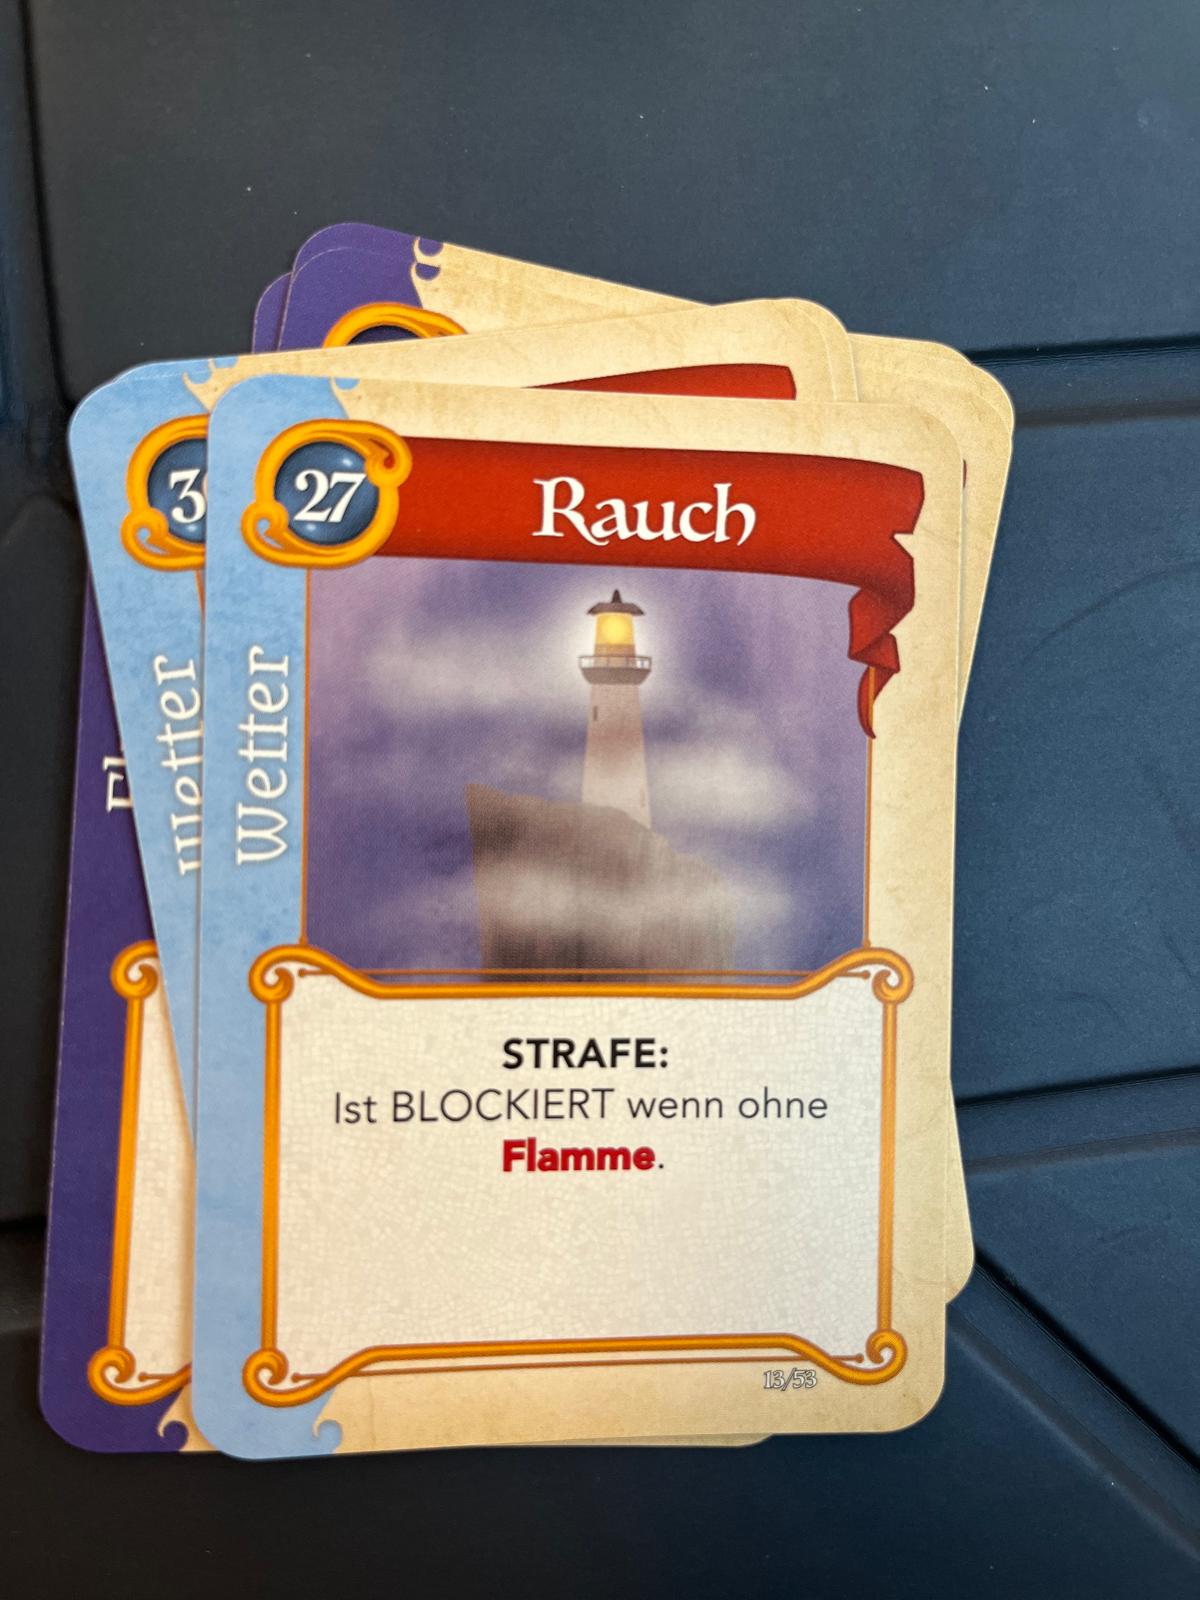 27
Rauch
Wetter
Wetter
STRAFE:
Ist BLOCKIERT wenn ohne
Flamme.
13/53